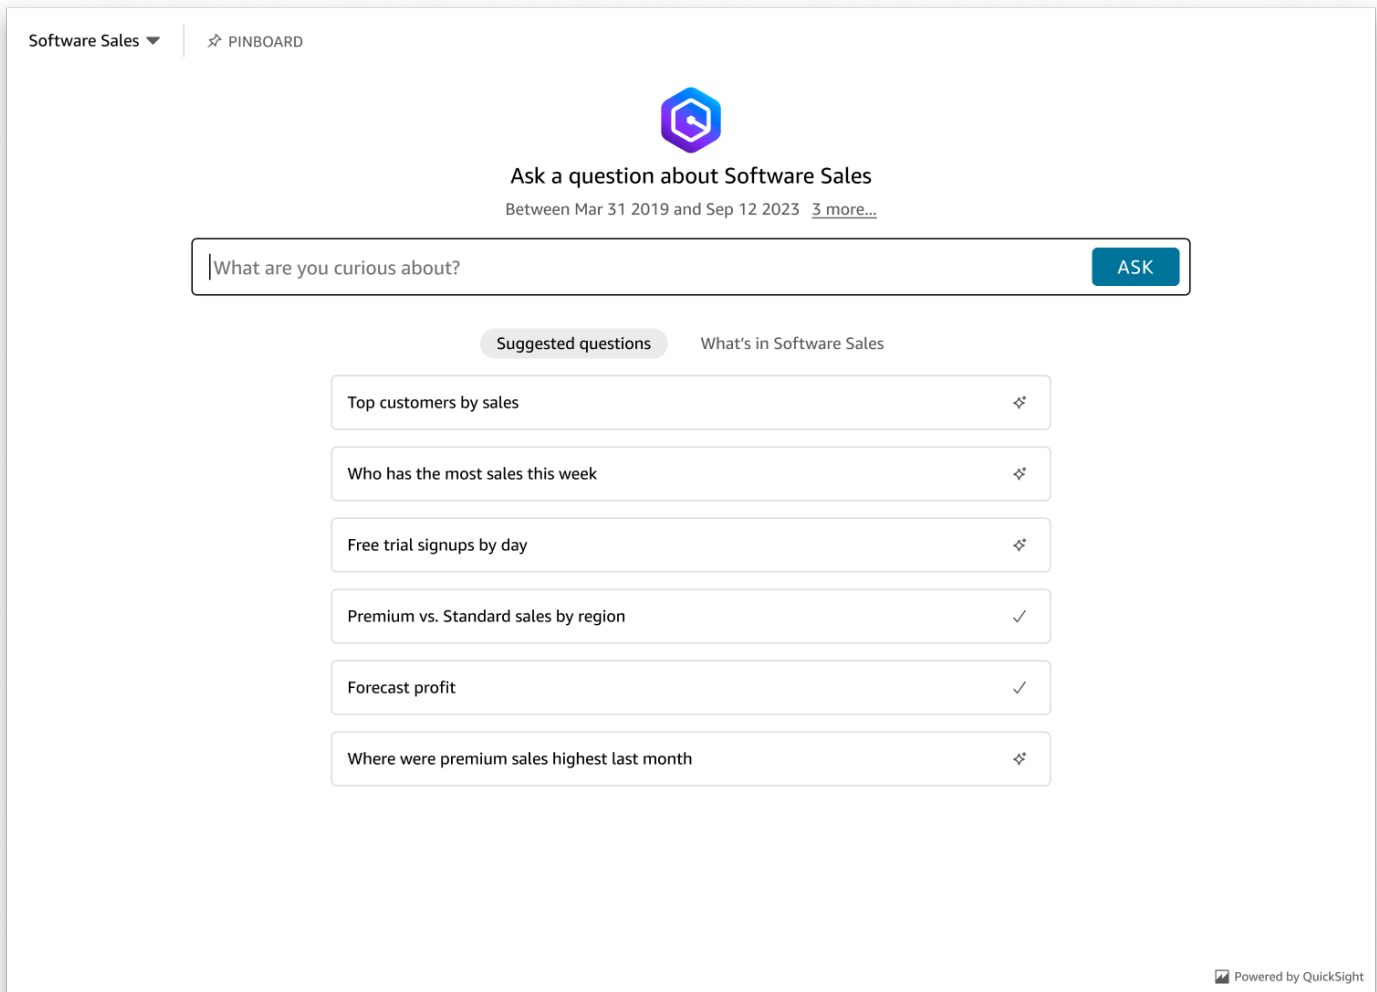 Software Sales
PINBOARD
Ask a question about Software Sales
Between Mar 31 2019 and Sep 12 2023 3 more...
What are you curious about?
ASK
Suggested questions
What's in Software Sales
Top customers by sales
Who has the most sales this week
Free trial signups by day
Premium vs. Standard sales by region
Forecast profit
Where were premium sales highest last month
Powered by QuickSight